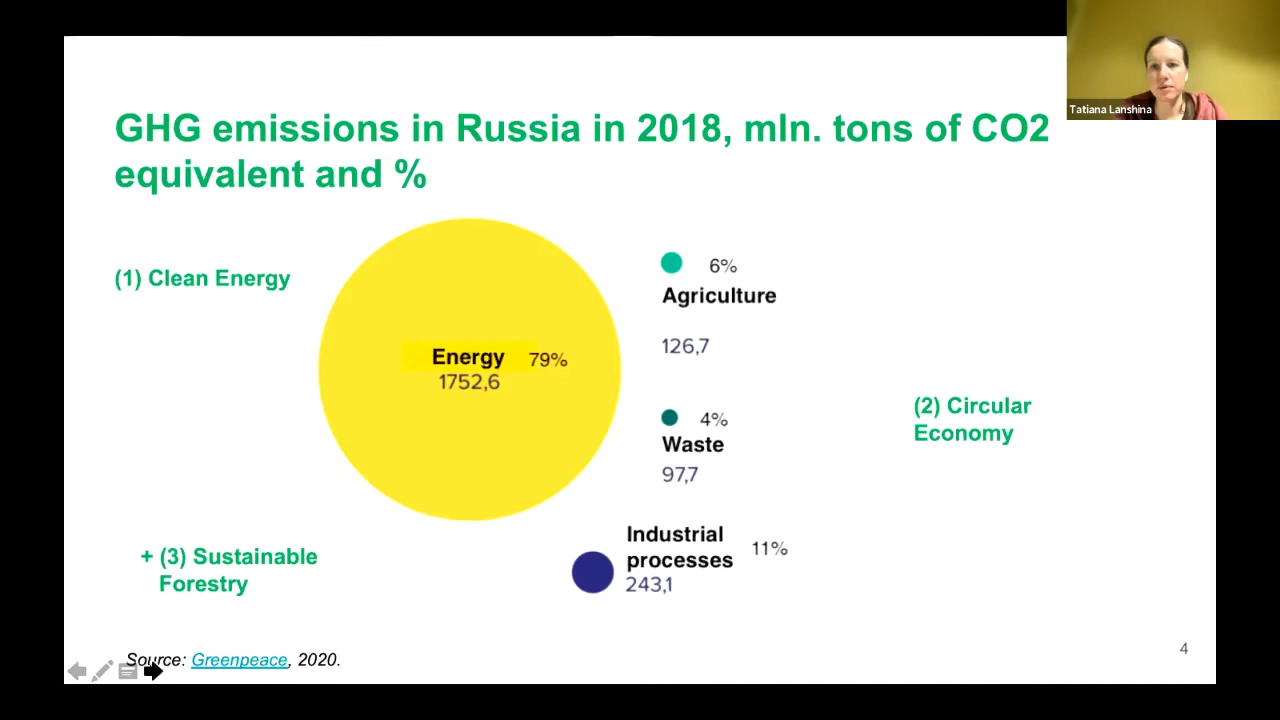 Tatiana Lanshina
GHG emissions in Russia in 2018, mln. tons of CO2
equivalent and %
(1) Clean Energy
Energy 79%
1752,6
6%
Agriculture
126,7
4%
Waste
97,7
(2) Circular
Economy
Industrial
processes
11%
243,1
+ (3) Sustainable
Forestry
Source: Greenpeace, 2020.
4